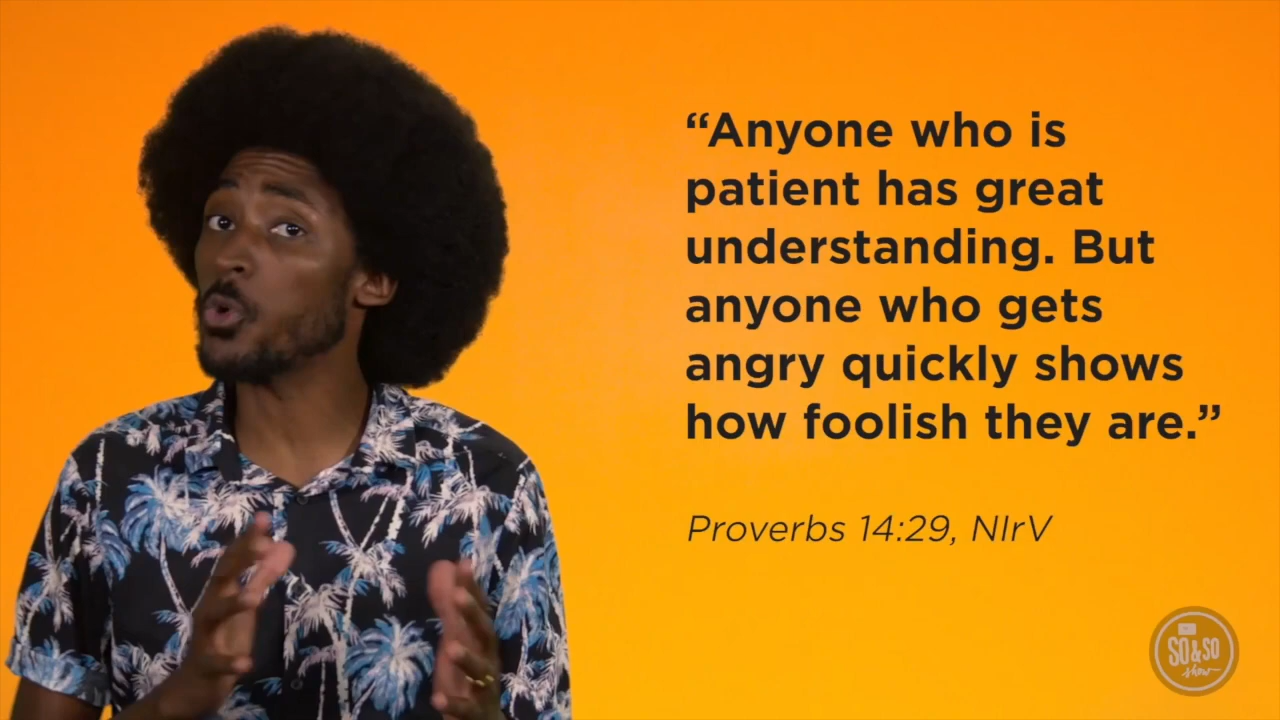 “Anyone who is
patient has great
understanding. But
anyone who gets
angry quickly shows
how foolish they are.”
Proverbs 14:29, NIrV
SO & SO
show